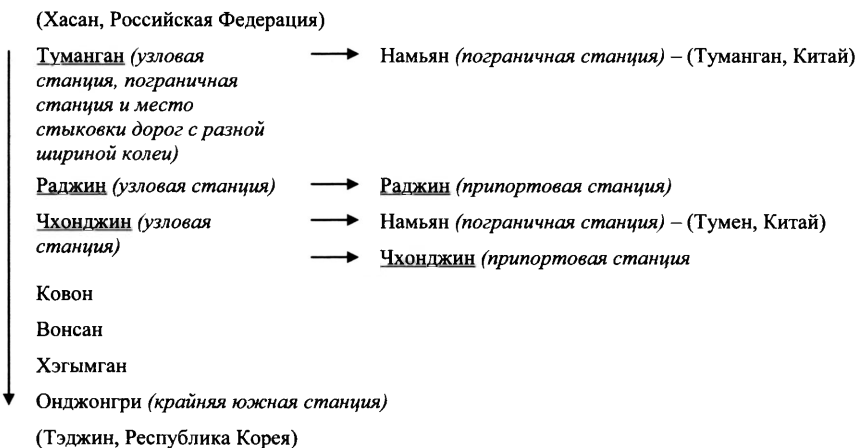 (Хасан, Российская Федерация)
Туманган (узловая станция, пограничная станция и место стыковки дорог с разной шириной колеи) Намьян (пограничная станция) – (Туманган, Китай)
Раджин (узловая станция) Раджин (припортовая станция)
Чхонджин (узловая станция) Намьян (пограничная станция) – (Тумен, Китай)
Чхонджин (припортовая станция
Ковон
Вонсан
Хэгымган
Онджонгри (крайняя южная станция)
(Тэджин, Республика Корея)